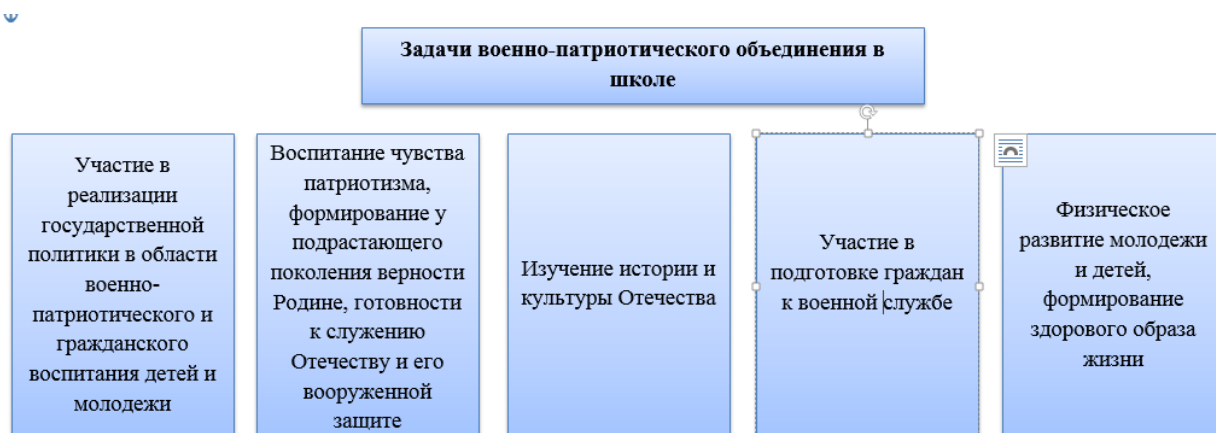 Задачи военно-патриотического объединения в
школе
Участие в
реализации
государственной
политики в области
военно-
патриотического и
гражданского
воспитания детей и
молодежи
Воспитание чувства
патриотизма,
формирование у
подрастающего
поколения верности
Родине, готовности
к служению
Отечеству и его
вооруженной
защите
Изучение истории и
культуры Отечества
Участие в
подготовке граждан
к военной службе
Физическое
развитие молодежи
и детей,
формирование
здорового образа
жизни